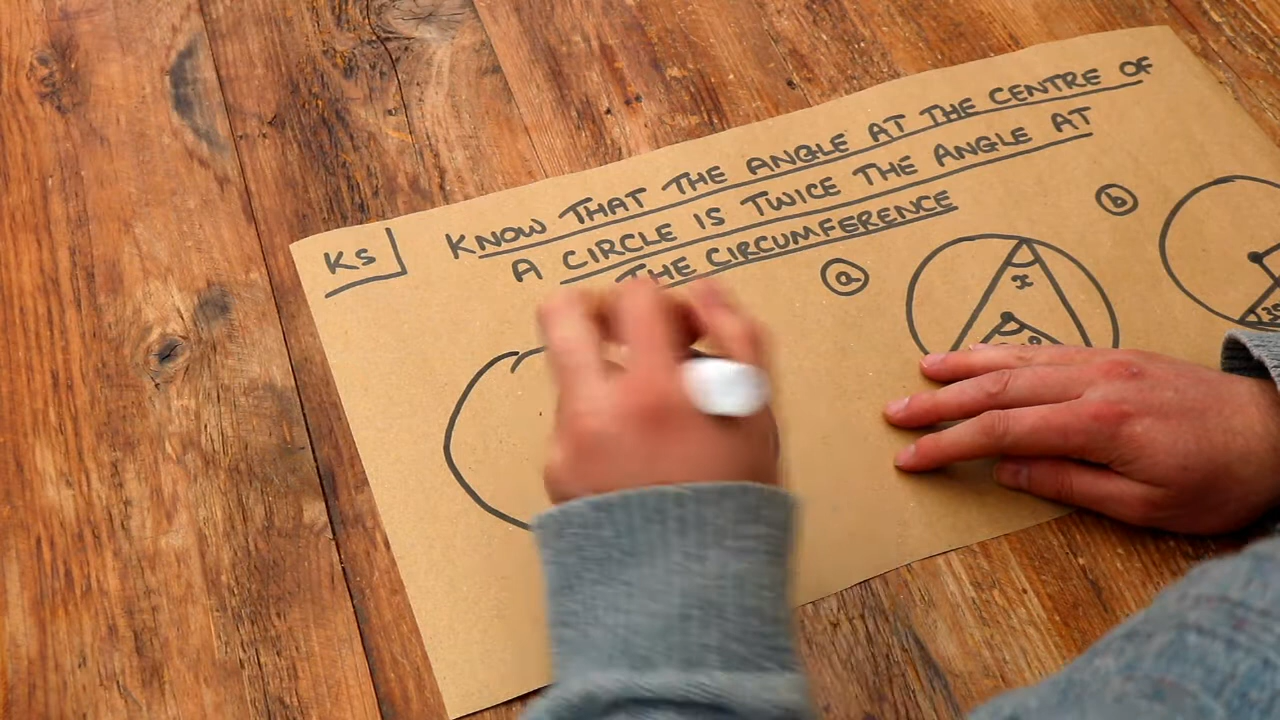 KS
KNOW THAT THE ANGLE AT THE CENTRE OF
A CIRCLE IS TWICE THE ANGLE AT
THE CIRCUMFERENCE
a
b
x